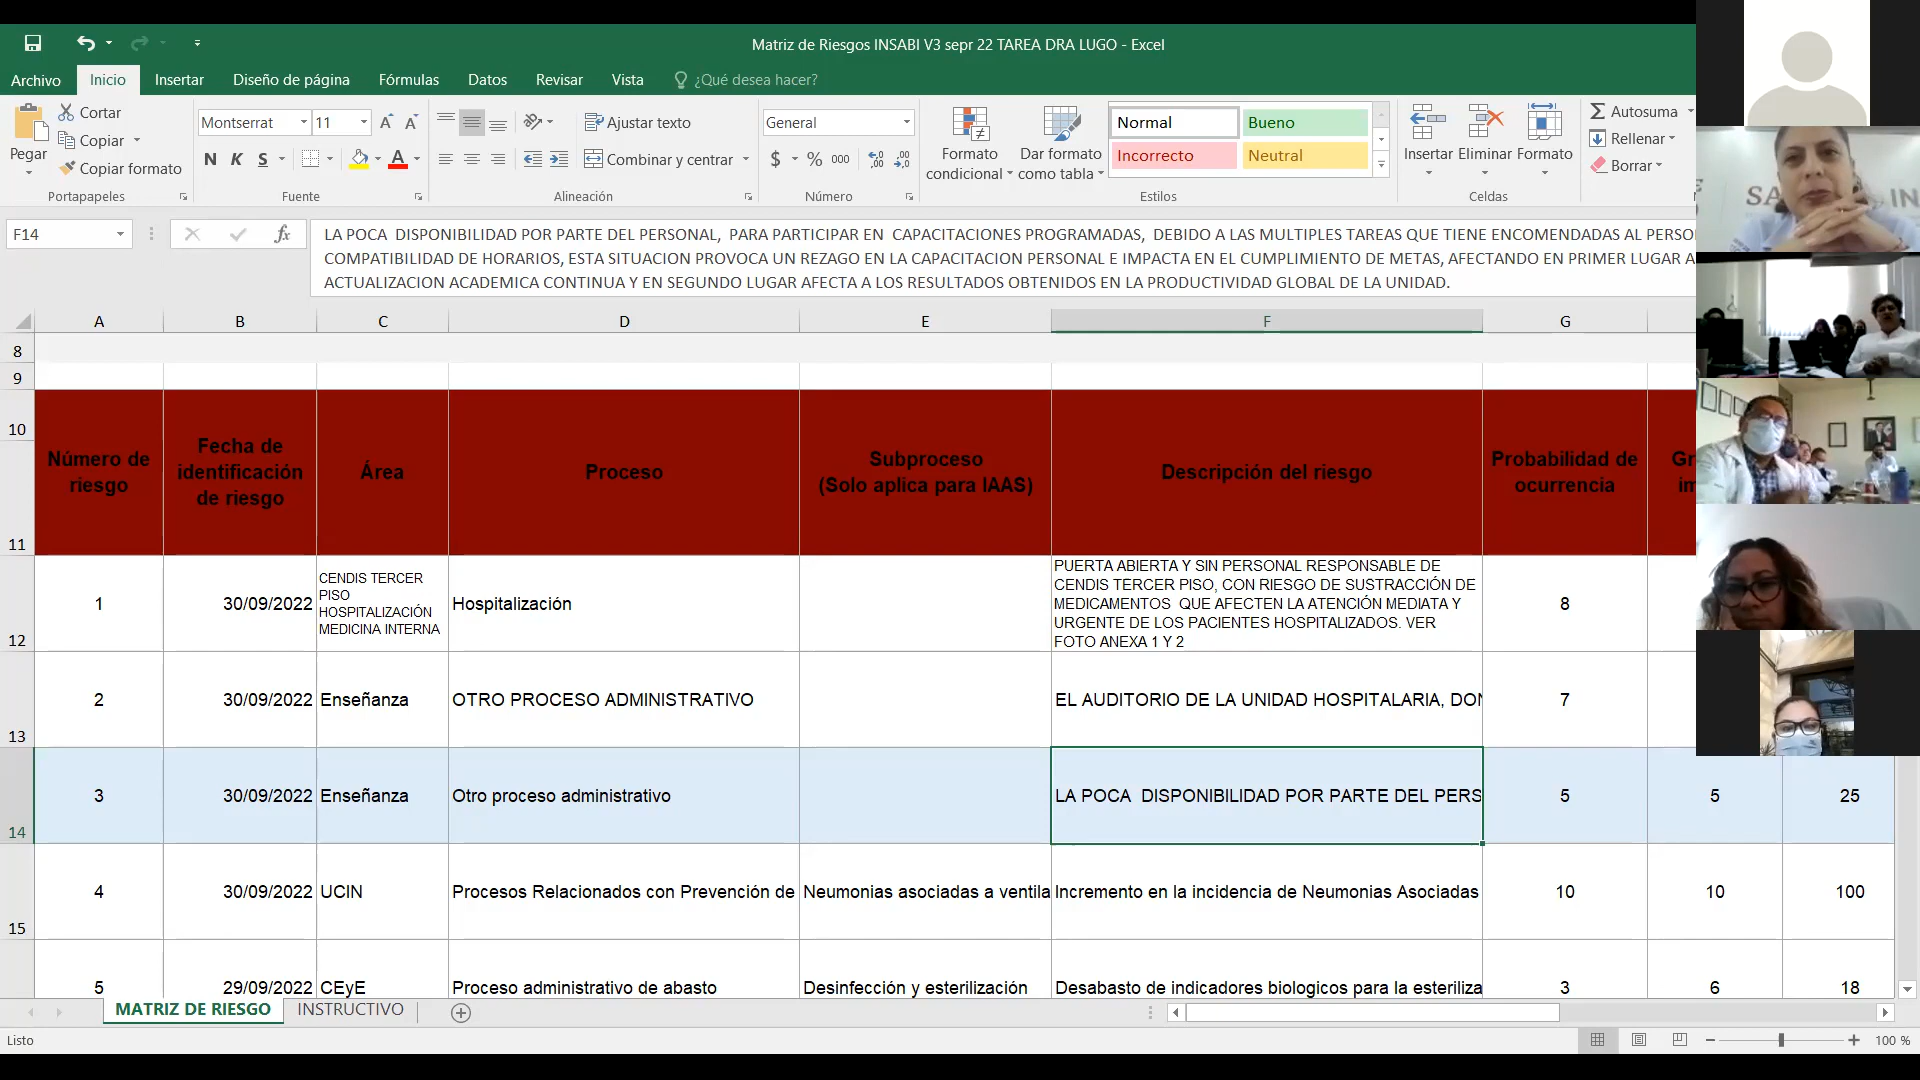 Matriz de Riesgos INSABI V3 sepr 22 TAREA DRA LUGO - Excel
Archivo
Inicio
Insertar
Diseño de página
Fórmulas
Datos
Revisar
Vista
¿Qué desea hacer?
Pegar
Cortar
Copiar
Copiar formato
Portapapeles
Montserrat
11
N K S
Fuente
Ajustar texto
Combinar y centrar
Alineación
General
$ % 000
Número
Formato condicional
Dar formato como tabla
Normal
Bueno
Incorrecto
Neutral
Estilos
Insertar
Eliminar
Formato
Celdas
Autosuma
Rellenar
Borrar
F14
fx
LA POCA DISPONIBILIDAD POR PARTE DEL PERSONAL, PARA PARTICIPAR EN CAPACITACIONES PROGRAMADAS, DEBIDO A LAS MULTIPLES TAREAS QUE TIENE ENCOMENDADAS AL PERSO
COMPATIBILIDAD DE HORARIOS, ESTA SITUACION PROVOCA UN REZAGO EN LA CAPACITACION PERSONAL E IMPACTA EN EL CUMPLIMIENTO DE METAS, AFECTANDO EN PRIMER LUGAR A
ACTUALIZACION ACADEMICA CONTINUA Y EN SEGUNDO LUGAR AFECTA A LOS RESULTADOS OBTENIDOS EN LA PRODUCTIVIDAD GLOBAL DE LA UNIDAD.
A B C D E F G
8
9
10
11
Número de riesgo
Fecha de identificación de riesgo
Área
Proceso
Subproceso
(Solo aplica para IAAS)
Descripción del riesgo
Probabilidad de ocurrencia
Gr
im
12
1
30/09/2022
CENDIS TERCER
PISO
HOSPITALIZACIÓN
MEDICINA INTERNA
Hospitalización
PUERTA ABIERTA Y SIN PERSONAL RESPONSABLE DE
CENDIS TERCER PISO, CON RIESGO DE SUSTRACCIÓN DE
MEDICAMENTOS QUE AFECTEN LA ATENCIÓN MEDIATA Y
URGENTE DE LOS PACIENTES HOSPITALIZADOS. VER
FOTO ANEXA 1 Y 2
8
13
2
30/09/2022
Enseñanza
OTRO PROCESO ADMINISTRATIVO
EL AUDITORIO DE LA UNIDAD HOSPITALARIA, DON
7
14
3
30/09/2022
Enseñanza
Otro proceso administrativo
LA POCA DISPONIBILIDAD POR PARTE DEL PERS
5
5
25
15
4
30/09/2022
UCIN
Procesos Relacionados con Prevención de
Neumonias asociadas a ventila
Incremento en la incidencia de Neumonias Asociadas
10
10
100
5
29/09/2022
CEyE
Proceso administrativo de abasto
Desinfección y esterilización
Desabasto de indicadores biologicos para la esteriliza
3
6
18
MATRIZ DE RIESGO
INSTRUCTIVO
Listo
100 %
SA
IN